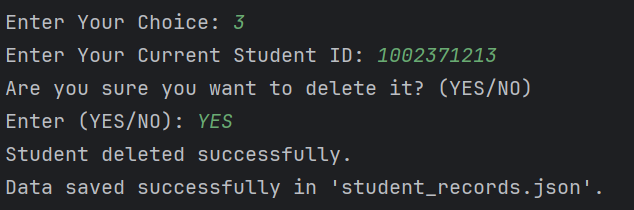 Enter Your Choice: 3
Enter Your Current Student ID: 1002371213
Are you sure you want to delete it? (YES/NO)
Enter (YES/NO): YES
Student deleted successfully.
Data saved successfully in 'student_records.json'.